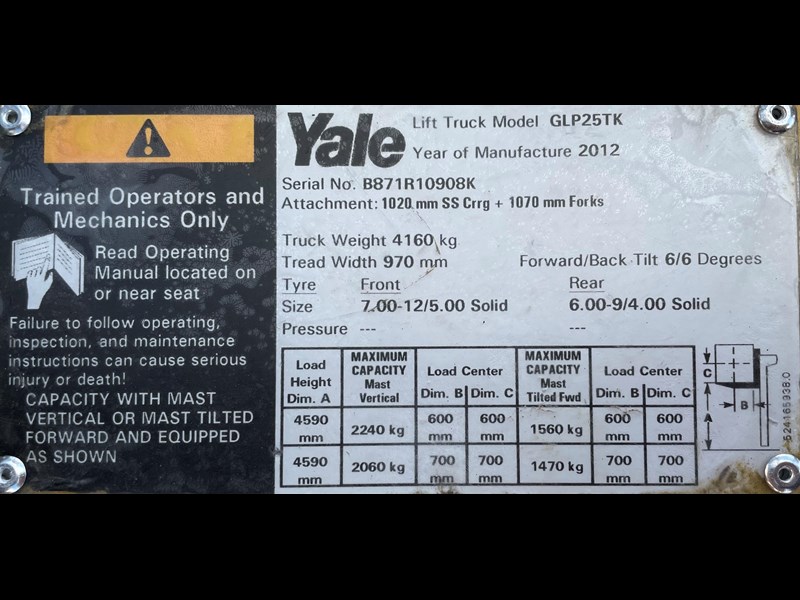 Trained Operators and
Mechanics Only
Read Operating
Manual located on
or near seat
Failure to follow operating,
inspection, and maintenance
instructions can cause serious
injury or death!
CAPACITY WITH MAST
VERTICAL OR MAST TILTED
FORWARD AND EQUIPPED
AS SHOWN
Yale Lift Truck Model GLP25TK
Year of Manufacture 2012
Serial No. B871R10908K
Attachment: 1020 mm SS Crrg + 1070 mm Forks
Truck Weight 4160 kg
Tread Width 970 mm Forward/Back Tilt 6/6 Degrees
Tyre Front Rear
Size 7.00-12/5.00 Solid 6.00-9/4.00 Solid
Pressure --- ---
Load Height Dim. A MAXIMUM CAPACITY Mast Vertical Load Center Dim. B Dim. C MAXIMUM CAPACITY Mast Tilted Fwd Load Center Dim. B Dim. C
4590 mm 2240 kg 600 mm 600 mm 1560 kg 600 mm 600 mm
4590 mm 2060 kg 700 mm 700 mm 1470 kg 700 mm 700 mm
C
B
A
524165938.0